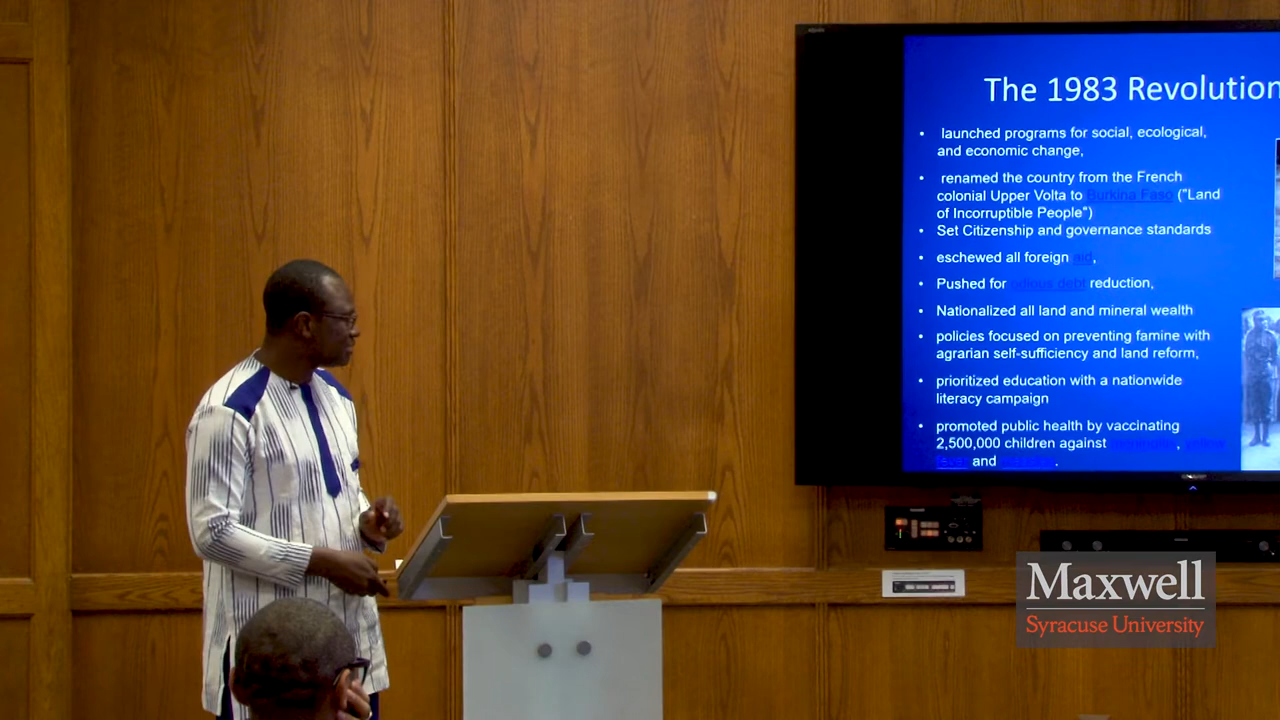 The 1983 Revolution
• launched programs for social, ecological,
and economic change,
• renamed the country from the French
colonial Upper Volta to Burkina Faso ("Land
of Incorruptible People")
• Set Citizenship and governance standards
• eschewed all foreign aid,
• Pushed for odious debt reduction,
• Nationalized all land and mineral wealth
• policies focused on preventing famine with
agrarian self-sufficiency and land reform,
• prioritized education with a nationwide
literacy campaign
• promoted public health by vaccinating
2,500,000 children against meningitis, yellow
fever and measles.
Maxwell
Syracuse University